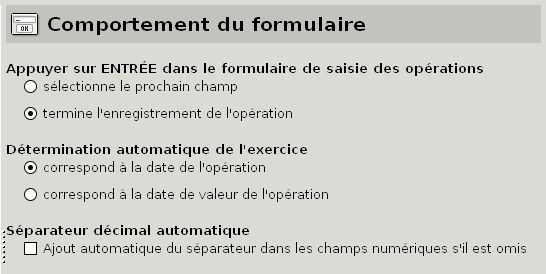 OK
Comportement du formulaire
Appuyer sur ENTRÉE dans le formulaire de saisie des opérations
sélectionne le prochain champ
termine l'enregistrement de l'opération
Détermination automatique de l'exercice
correspond à la date de l'opération
correspond à la date de valeur de l'opération
Séparateur décimal automatique
Ajout automatique du séparateur dans les champs numériques s'il est omis